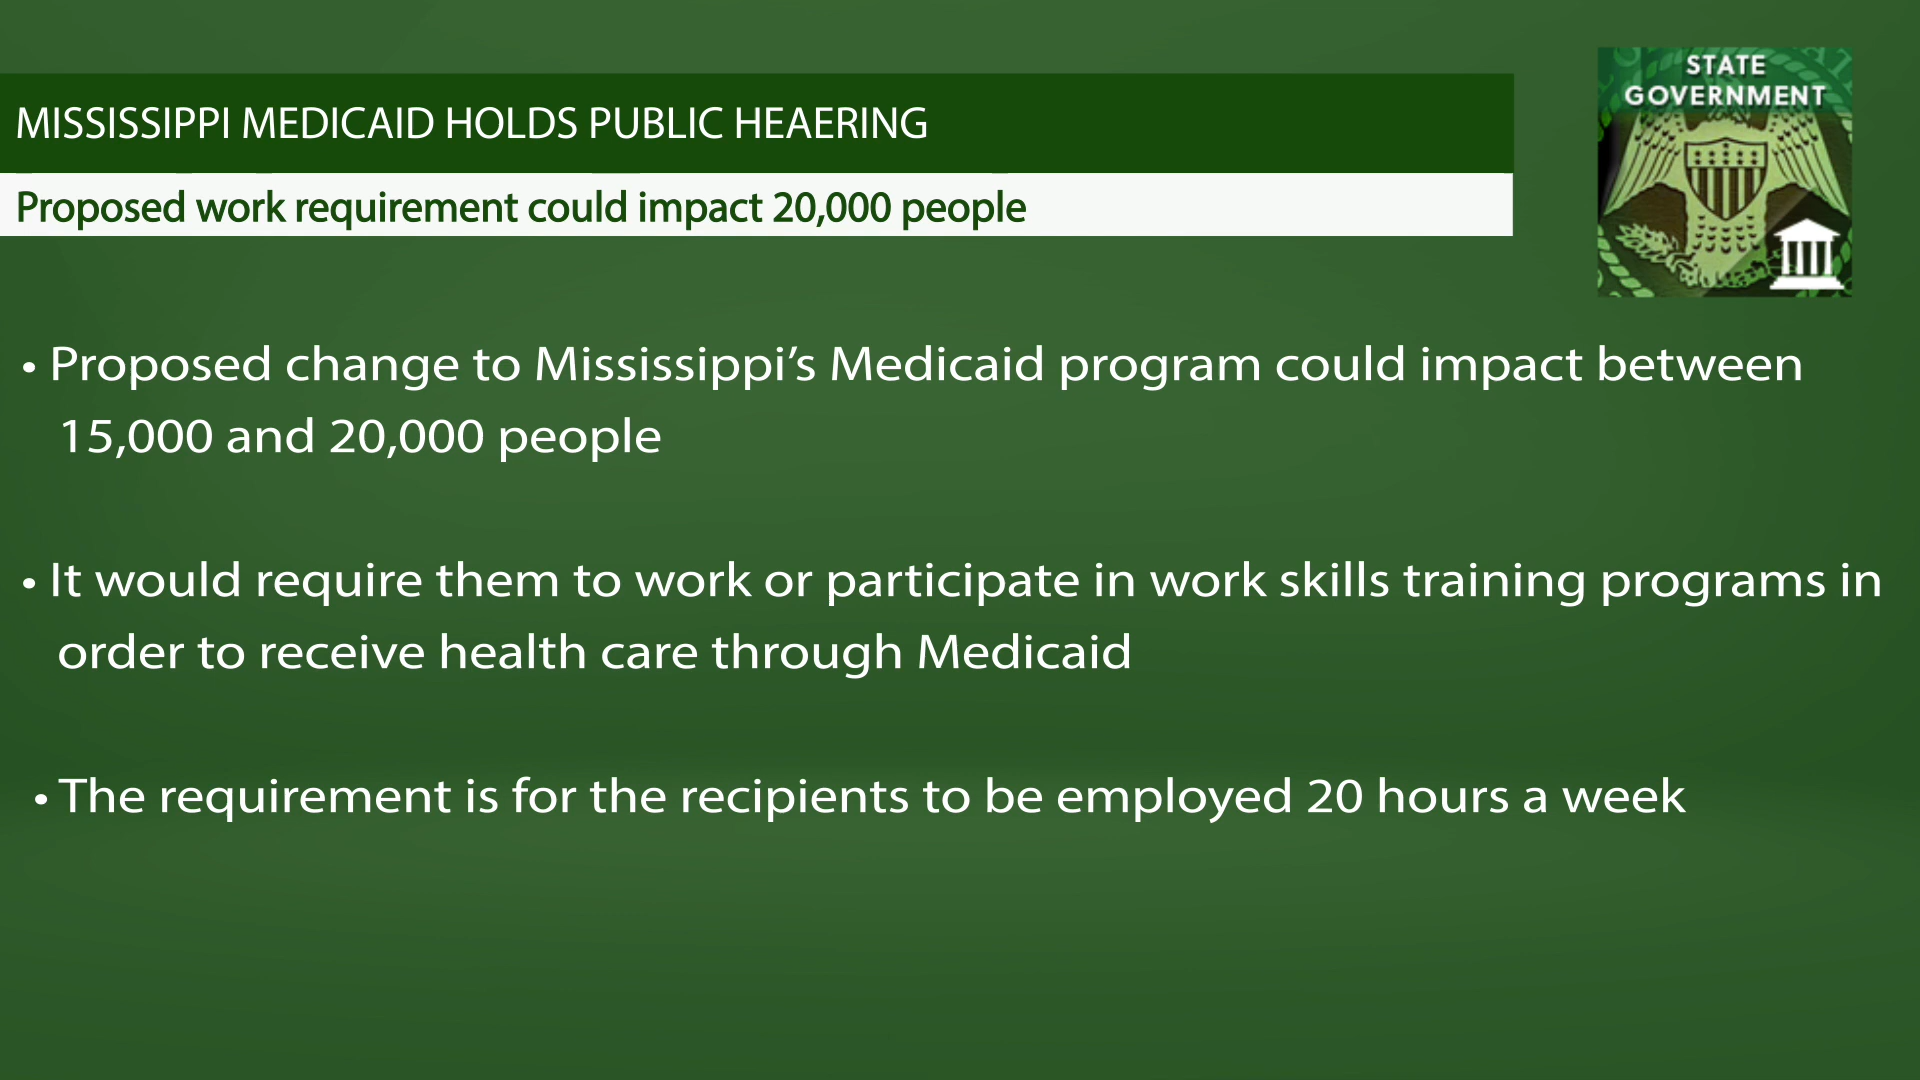 STATE
GOVERNMENT
MISSISSIPPI MEDICAID HOLDS PUBLIC HEAERING
Proposed work requirement could impact 20,000 people
• Proposed change to Mississippi’s Medicaid program could impact between
15,000 and 20,000 people
• It would require them to work or participate in work skills training programs in
order to receive health care through Medicaid
• The requirement is for the recipients to be employed 20 hours a week